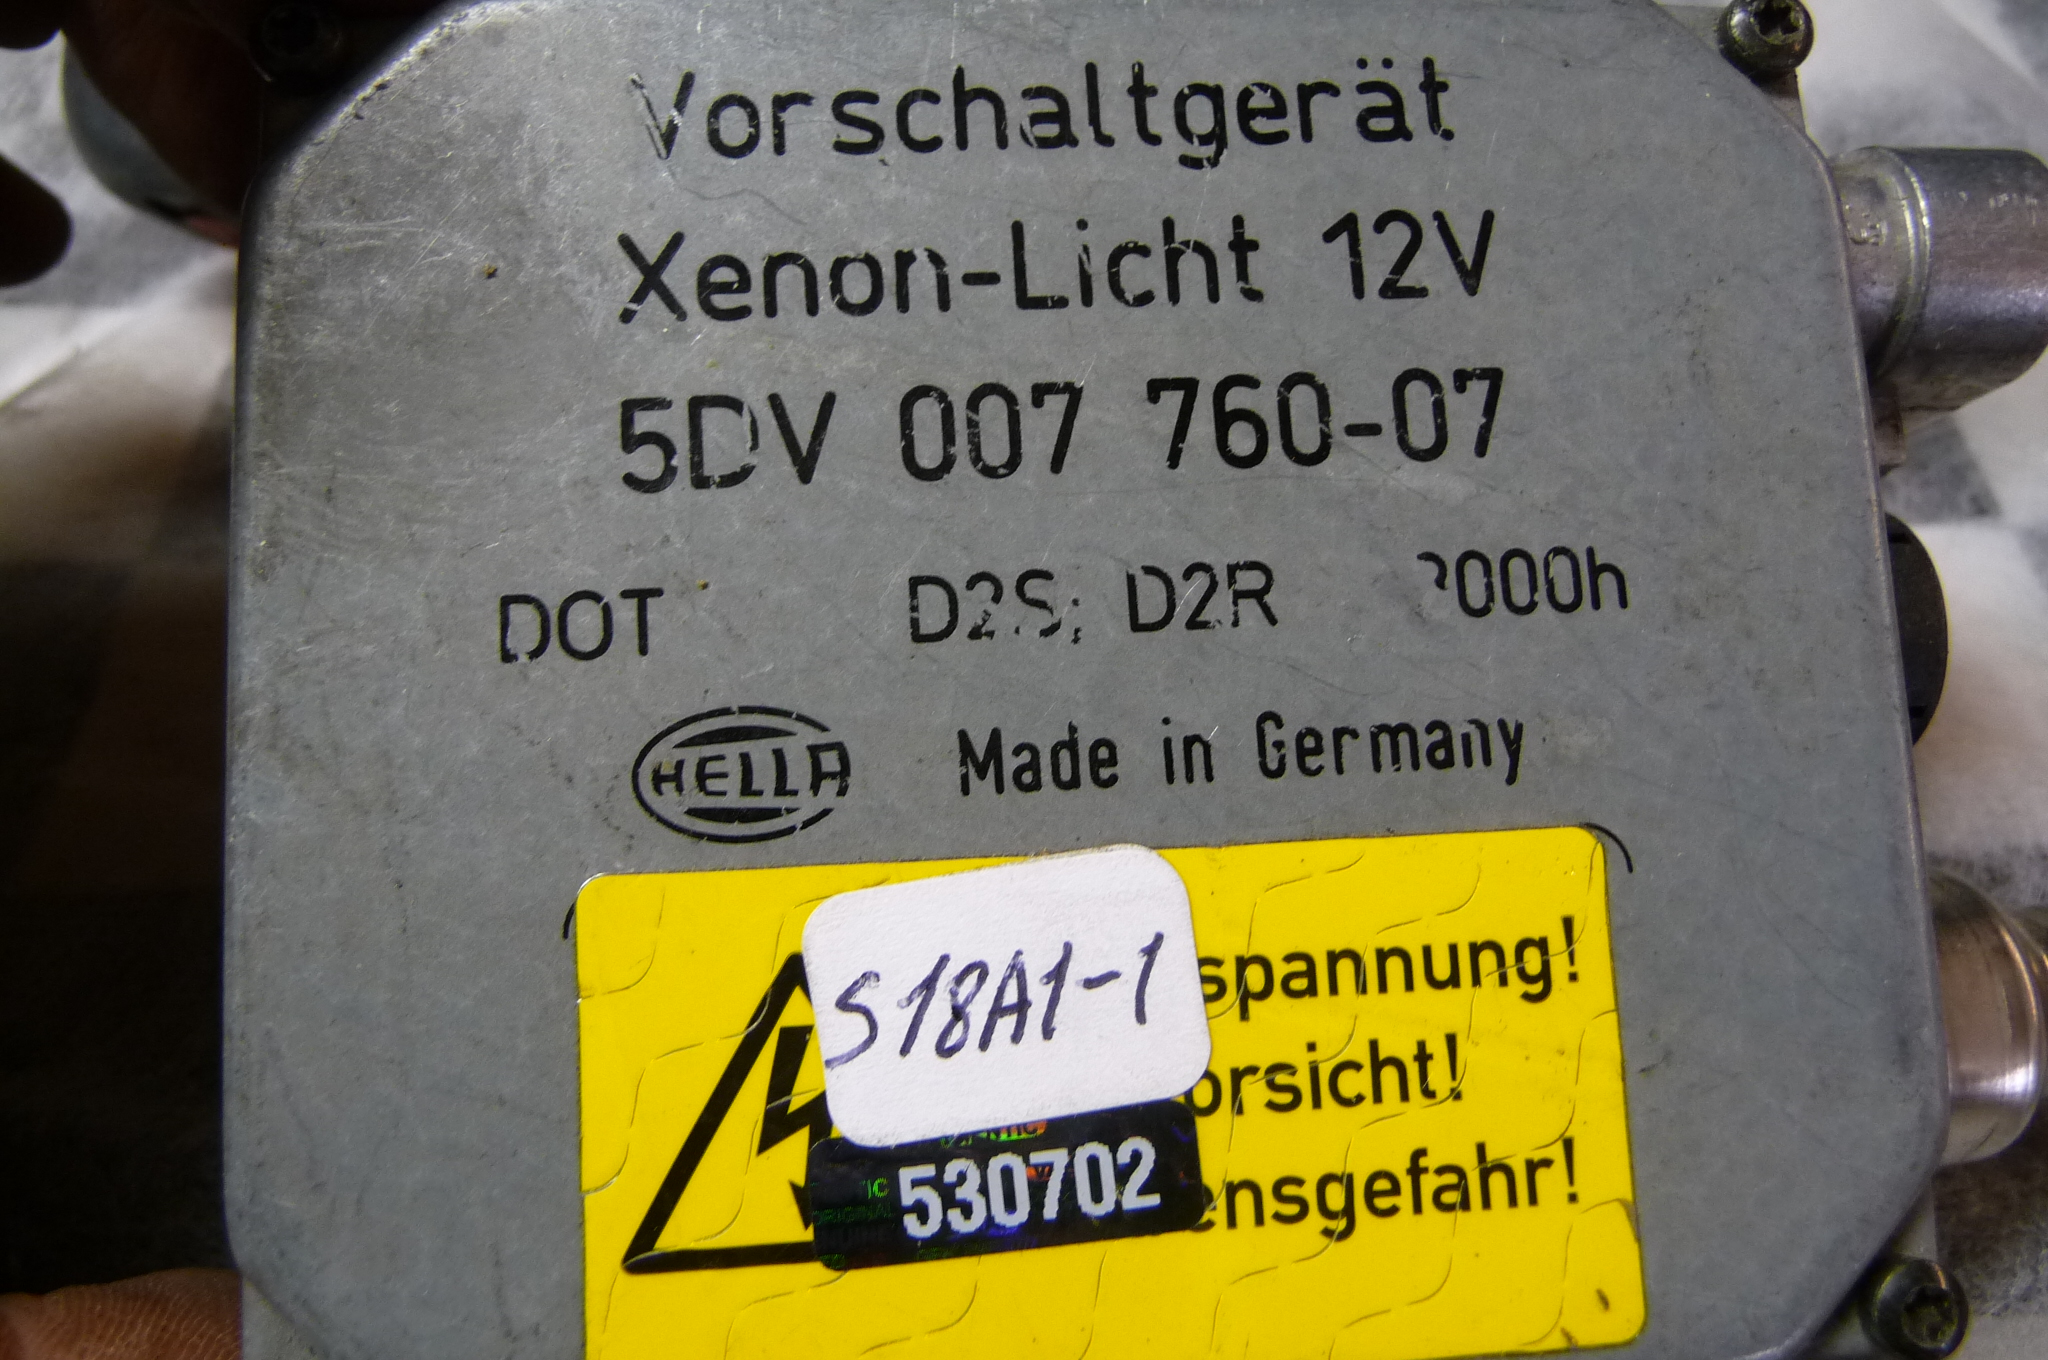 Vorschaltgerät
Xenon-Licht 12V
5DV 007 760-07
DOT D2S; D2R
HELLA Made in Germany
spannung!
S18A1-1
orsicht!
530702
ensgefahr!